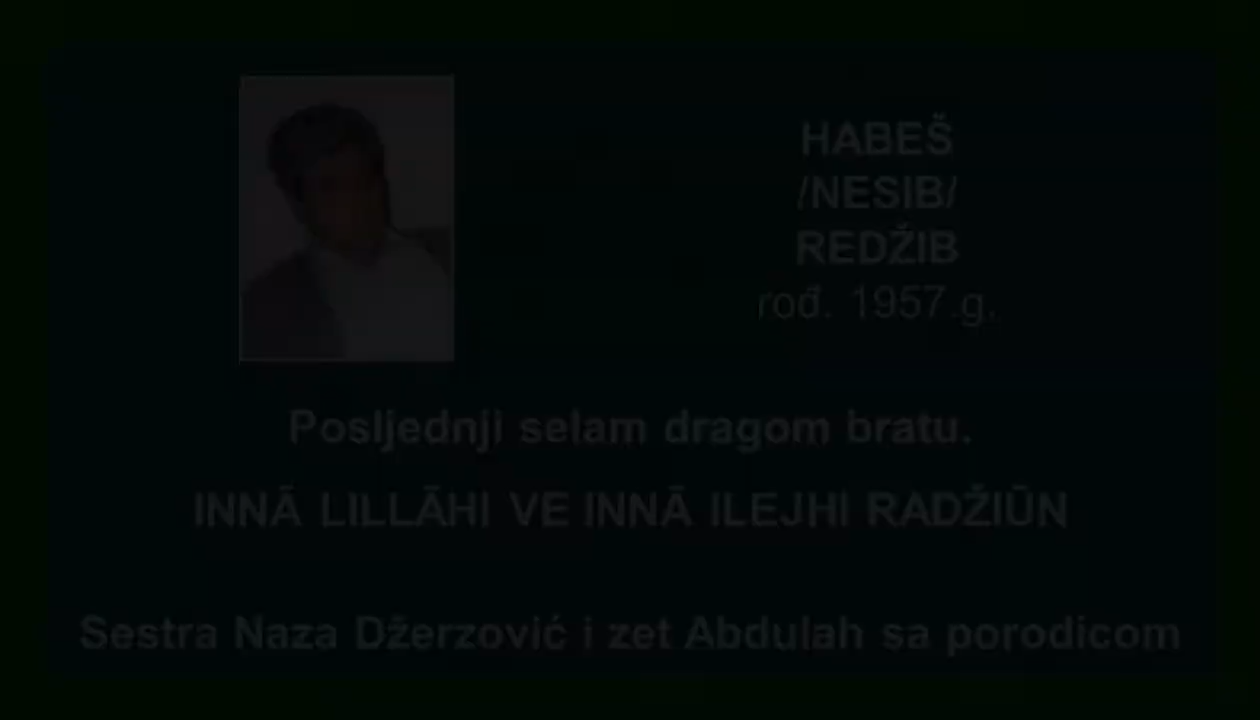 HABEŠ
/NESIB/
REDŽIB
rođ. 1957.g.
Posljednji selam dragom bratu.
INNĀ LILLĀHI VE INNĀ ILEJHI RADŽIŪN
Sestra Naza Džerzović i zet Abdulah sa porodicom